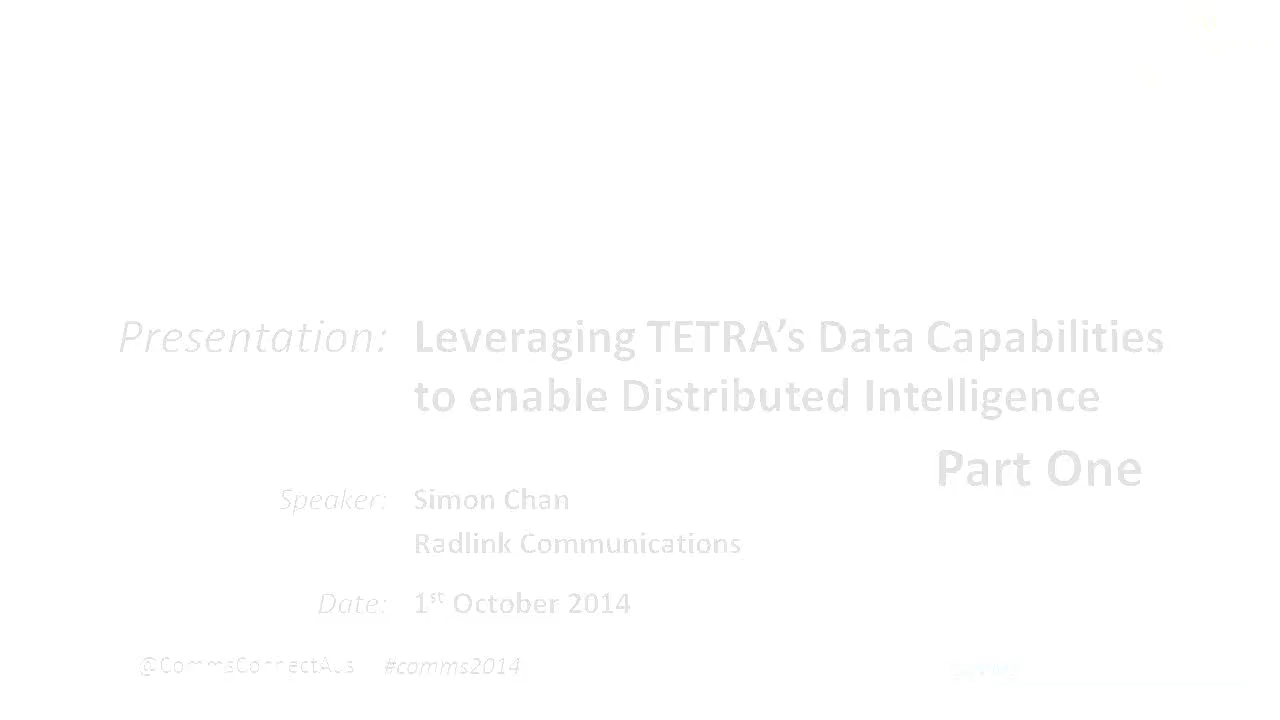 Presentation: Leveraging TETRA's Data Capabilities
to enable Distributed Intelligence
Part One
Speaker: Simon Chan
Radlink Communications
Date: 1st October 2014
@CommsConnectAus #comms2014